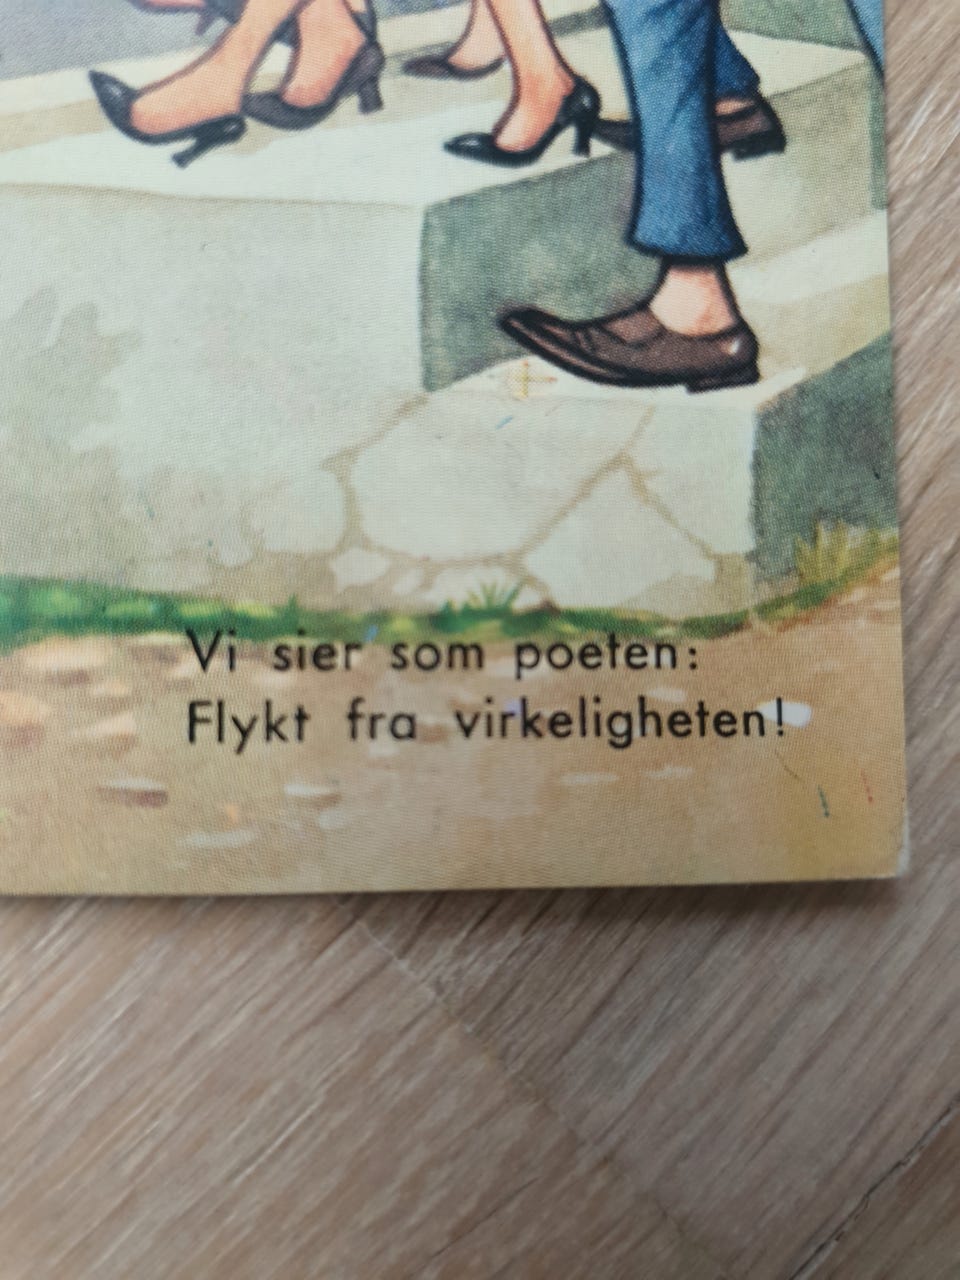 Vi sier som poeten:
Flykt fra virkeligheten!